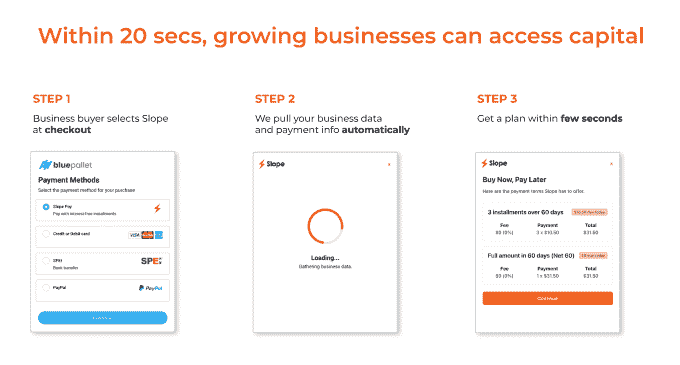 Within 20 secs, growing businesses can access capital
STEP 1
Business buyer selects Slope
at checkout
bluepallet
Payment Methods
Select the payment method for your purchase
Slope Pay
Pay with interest-free installments
Credit or Debit card
VISA
Bank transfer
SPEI
PayPal
PayPal
STEP 2
We pull your business data
and payment info automatically
Slope
Loading...
Gathering business data.
STEP 3
Get a plan within few seconds
Slope
Buy Now, Pay Later
Here are the payment terms Slope has to offer.
3 installments over 60 days
Fee Payment Total
$0 (0%) 3 x $10.50 $31.50
Full amount in 60 days (Net 60)
Fee Payment Total
$0 (0%) 1 x $31.50 $31.50
Continue